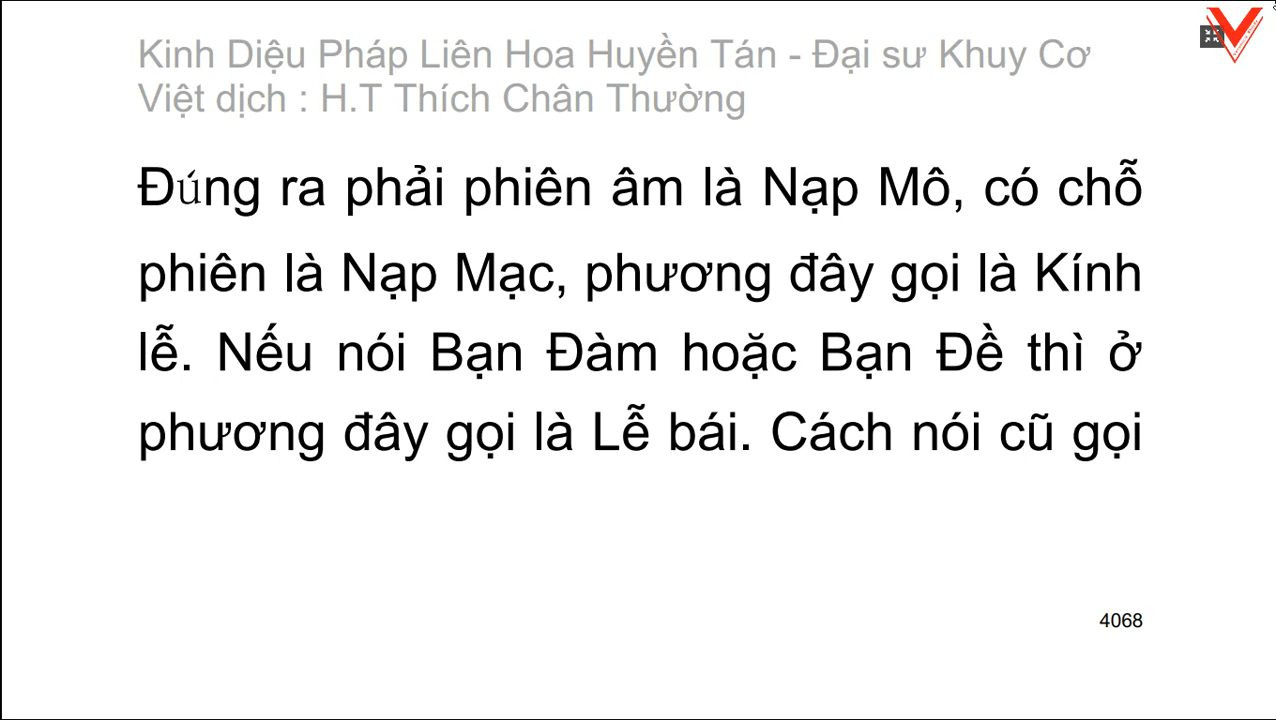 Kinh Diệu Pháp Liên Hoa Huyền Tán - Đại sư Khuy Cơ
Việt dịch : H.T Thích Chân Thường
Đúng ra phải phiên âm là Nạp Mô, có chỗ
phiên là Nạp Mạc, phương đây gọi là Kính
lễ. Nếu nói Bạn Đàm hoặc Bạn Đề thì ở
phương đây gọi là Lễ bái. Cách nói cũ gọi
4068